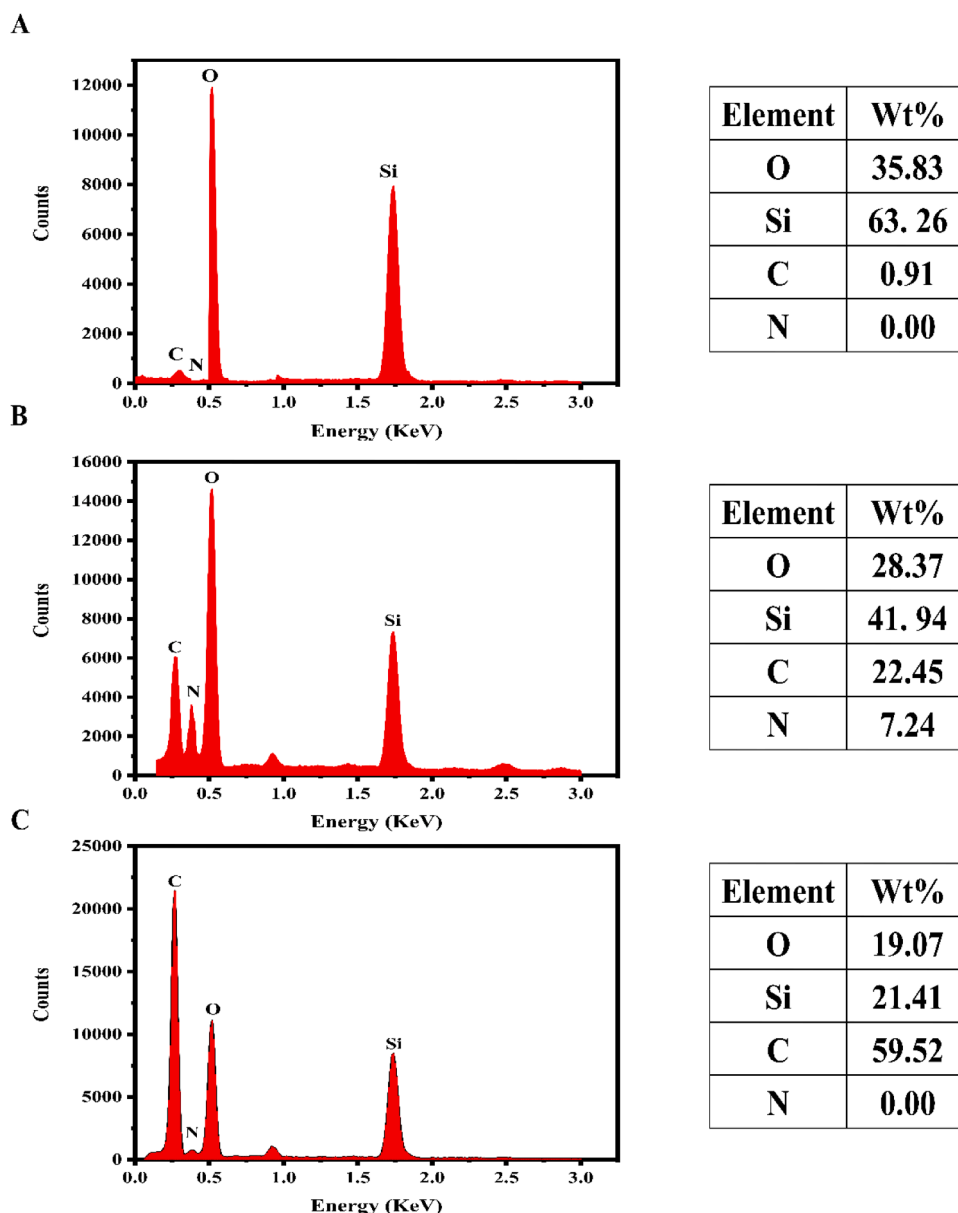 A
12000
10000
8000
6000
4000
2000
0
Counts
O
Si
C
N
0.0 0.5 1.0 1.5 2.0 2.5 3.0
Energy (KeV)
Element Wt%
O 35.83
Si 63. 26
C 0.91
N 0.00
B
16000
14000
12000
10000
8000
6000
4000
2000
0
Counts
O
C
N
Si
0.0 0.5 1.0 1.5 2.0 2.5 3.0
Energy (KeV)
Element Wt%
O 28.37
Si 41. 94
C 22.45
N 7.24
C
25000
20000
15000
10000
5000
0
Counts
C
O
N
Si
0.0 0.5 1.0 1.5 2.0 2.5 3.0
Energy (KeV)
Element Wt%
O 19.07
Si 21.41
C 59.52
N 0.00